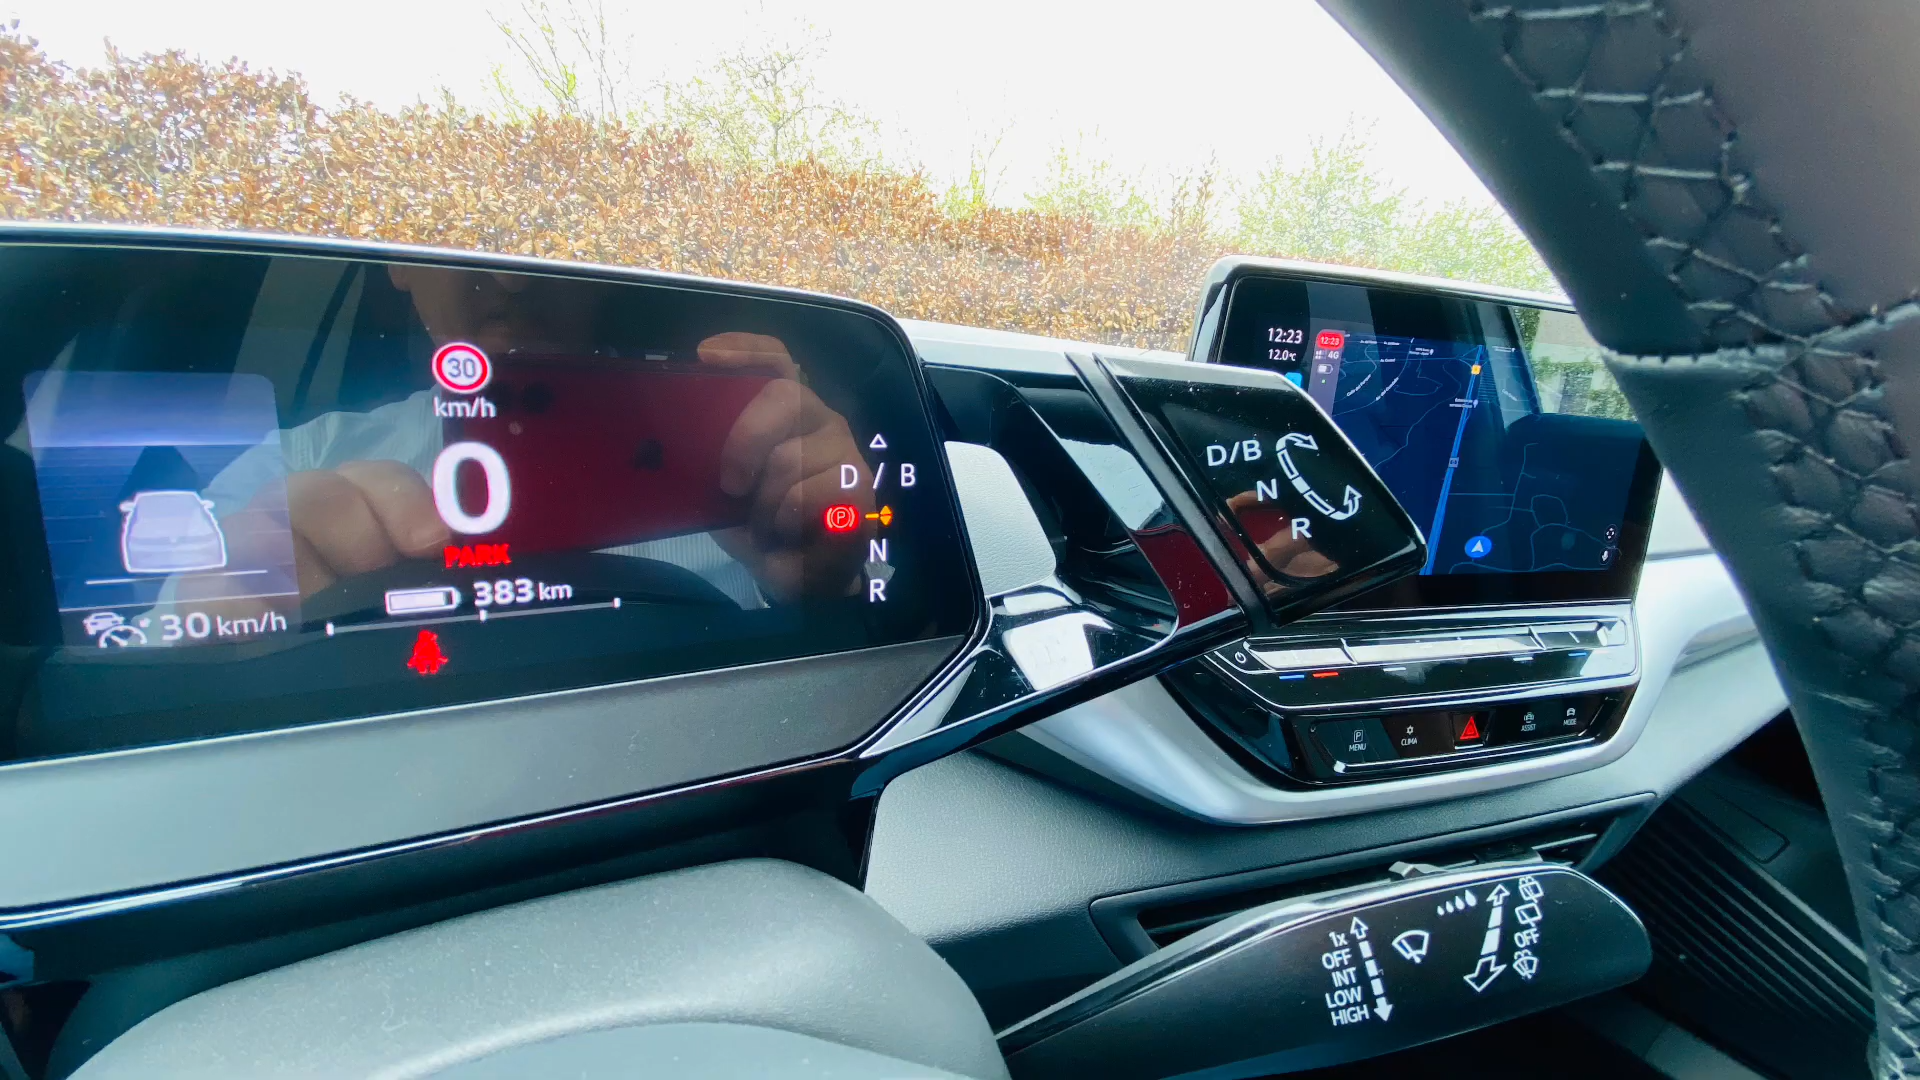 30
km/h
0
PARK
383 km
30 km/h
D / B
P
N
R
D/B
N
R
12:23
12.0°C
12:23
4G
P
MENU
CLIMA
ASSIST
MODE
1x
OFF
INT
LOW
HIGH
OFF